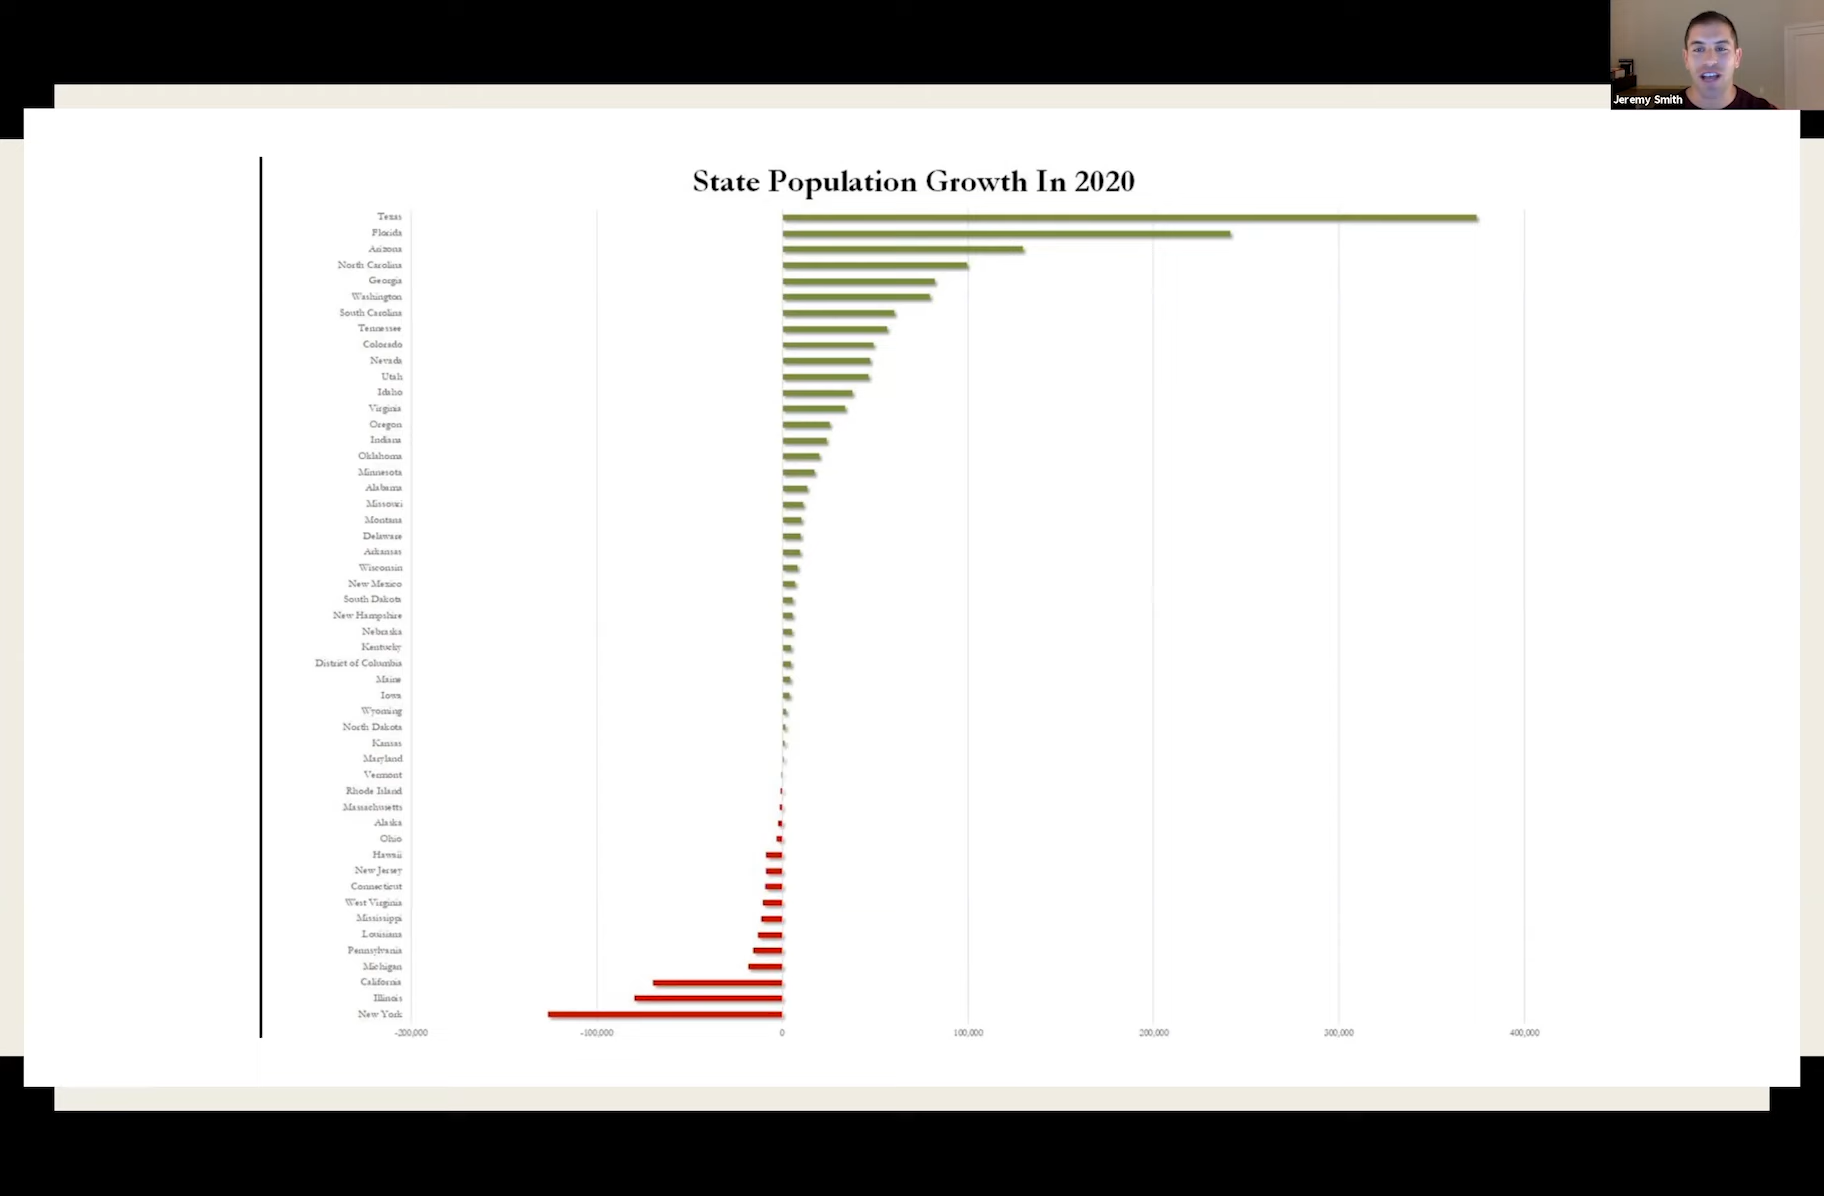 Jeremy Smith
State Population Growth In 2020
Texas
Florida
Arizona
North Carolina
Georgia
Washington
South Carolina
Tennessee
Colorado
Nevada
Utah
Idaho
Virginia
Oregon
Indiana
Oklahoma
Minnesota
Alabama
Missouri
Montana
Delaware
Arkansas
Wisconsin
New Mexico
South Dakota
New Hampshire
Nebraska
Kentucky
District of Columbia
Maine
Iowa
Wyoming
North Dakota
Kansas
Maryland
Vermont
Rhode Island
Massachusetts
Alaska
Ohio
Hawaii
New Jersey
Connecticut
West Virginia
Mississippi
Louisiana
Pennsylvania
Michigan
California
Illinois
New York
-200,000 -100,000 0 100,000 200,000 300,000 400,000